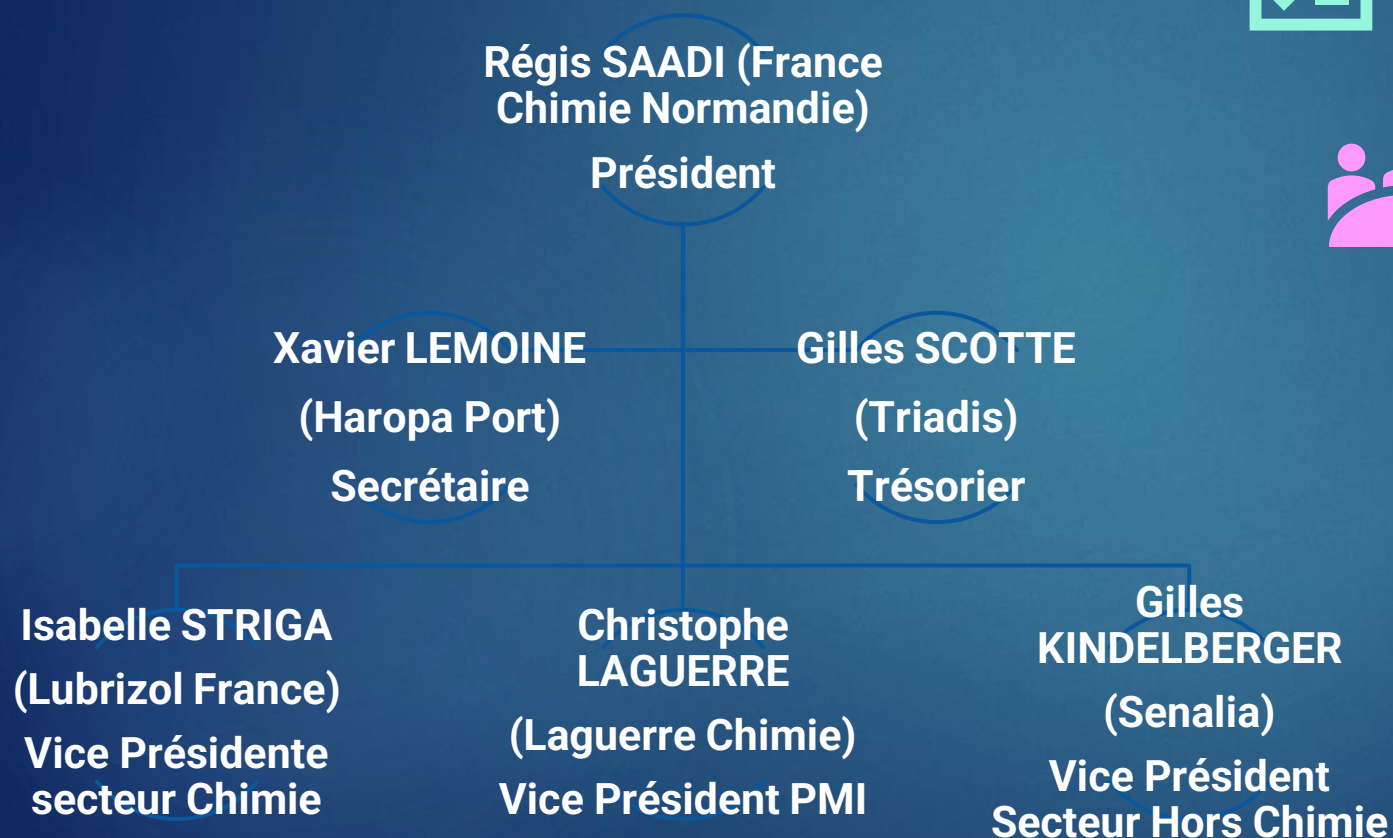 Régis SAADI (France
Chimie Normandie)
Président
Xavier LEMOINE
(Haropa Port)
Secrétaire
Gilles SCOTTE
(Triadis)
Trésorier
Isabelle STRIGA
(Lubrizol France)
Vice Présidente
secteur Chimie
Christophe
LAGUERRE
(Laguerre Chimie)
Vice Président PMI
Gilles
KINDELBERGER
(Senalia)
Vice Président
Secteur Hors Chimie